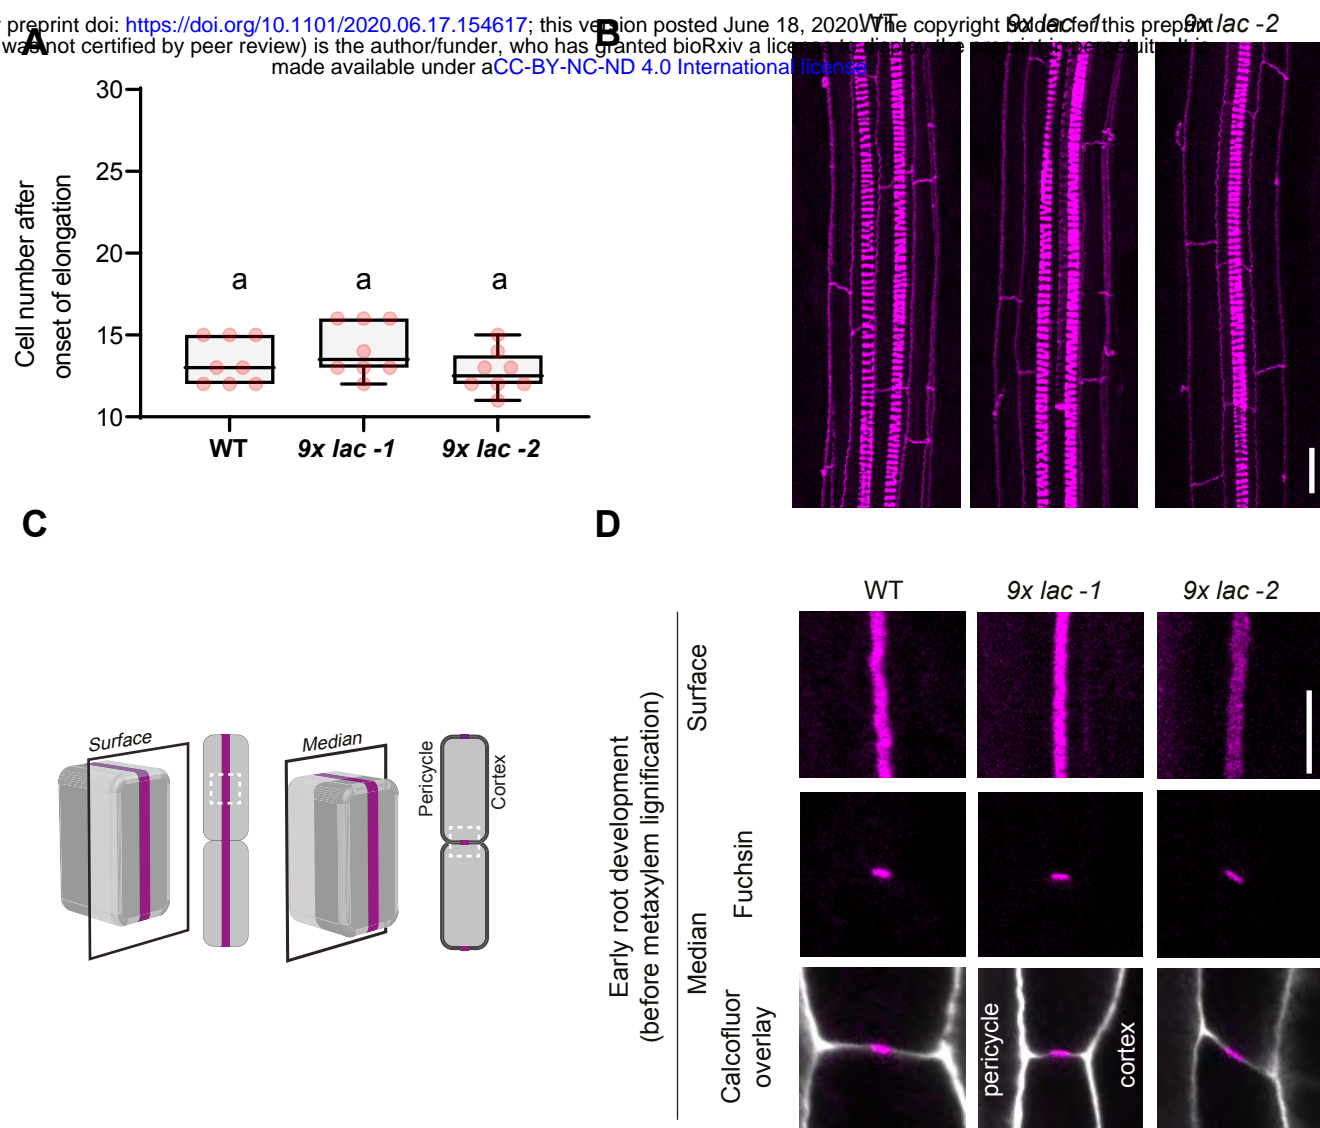 preprint doi: https://doi.org/10.1101/2020.06.17.154617; this version posted June 18, 2020. The copyright holder for this preprint
was not certified by peer review) is the author/funder, who has granted bioRxiv a license to display the preprint in perpetuity. It is
made available under aCC-BY-NC-ND 4.0 International license.
A
Cell number after
onset of elongation
30
25
20
15
10
a a a
WT 9x lac -1 9x lac -2
B
WT 9x lac -1 9x lac -2
C
Surface
Median
Pericycle
Cortex
D
WT 9x lac -1 9x lac -2
Early root development
(before metaxylem lignification)
Surface
Median
Fuchsin
Calcofluor
overlay
pericycle
cortex